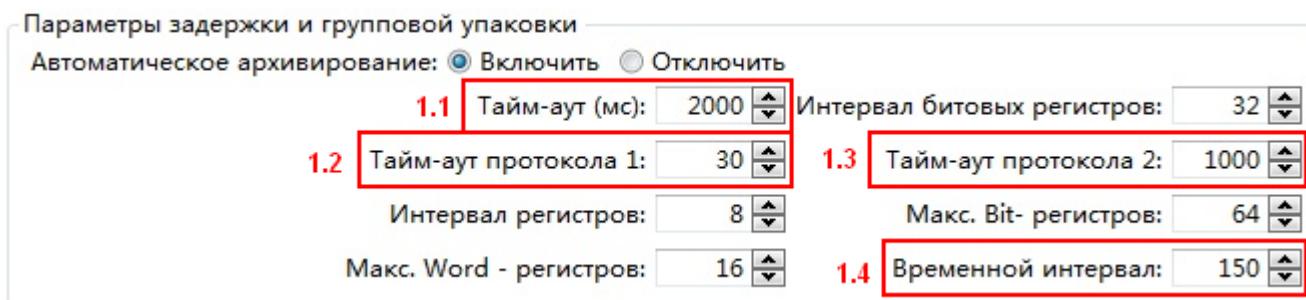 Параметры задержки и групповой упаковки
Автоматическое архивирование: Включить Отключить
1.1 Тайм-аут (мс): 2000 Интервал битовых регистров: 32
1.2 Тайм-аут протокола 1: 30 1.3 Тайм-аут протокола 2: 1000
Интервал регистров: 8 Макс. Bit- регистров: 64
Макс. Word - регистров: 16 1.4 Временной интервал: 150